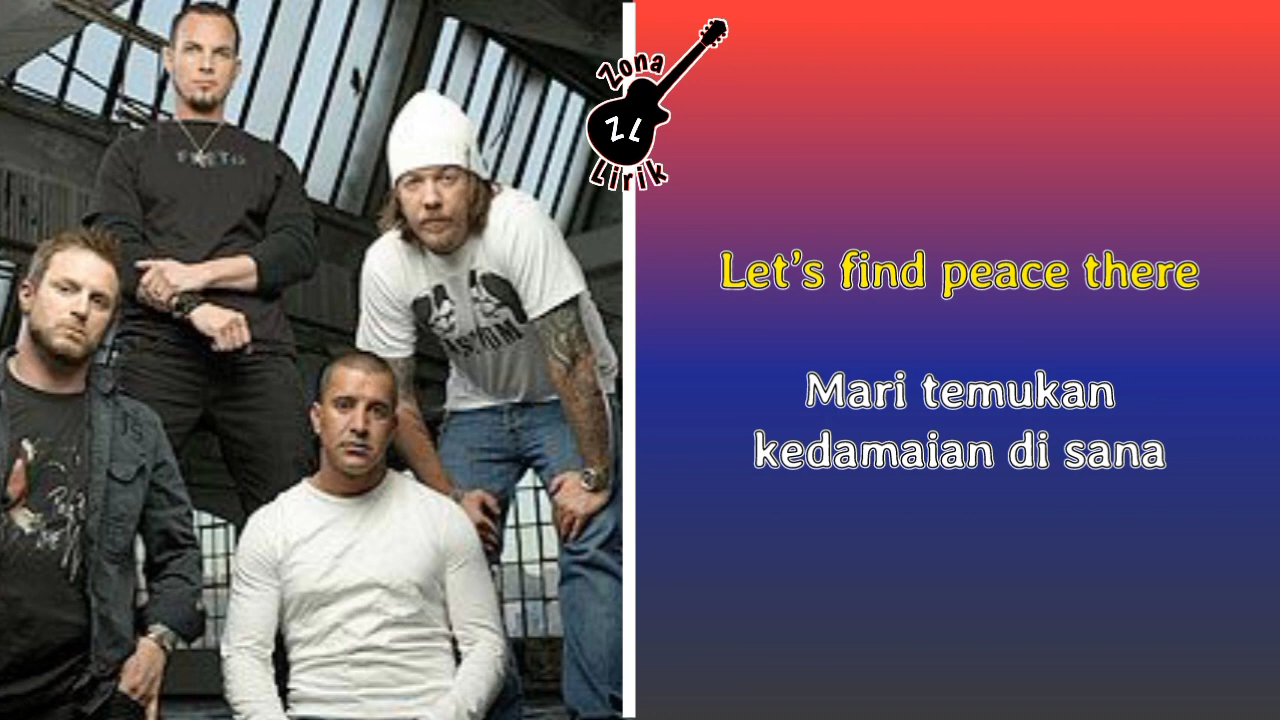 Zona
ZL
Lirik
Let's find peace there
Mari temukan
kedamaian di sana